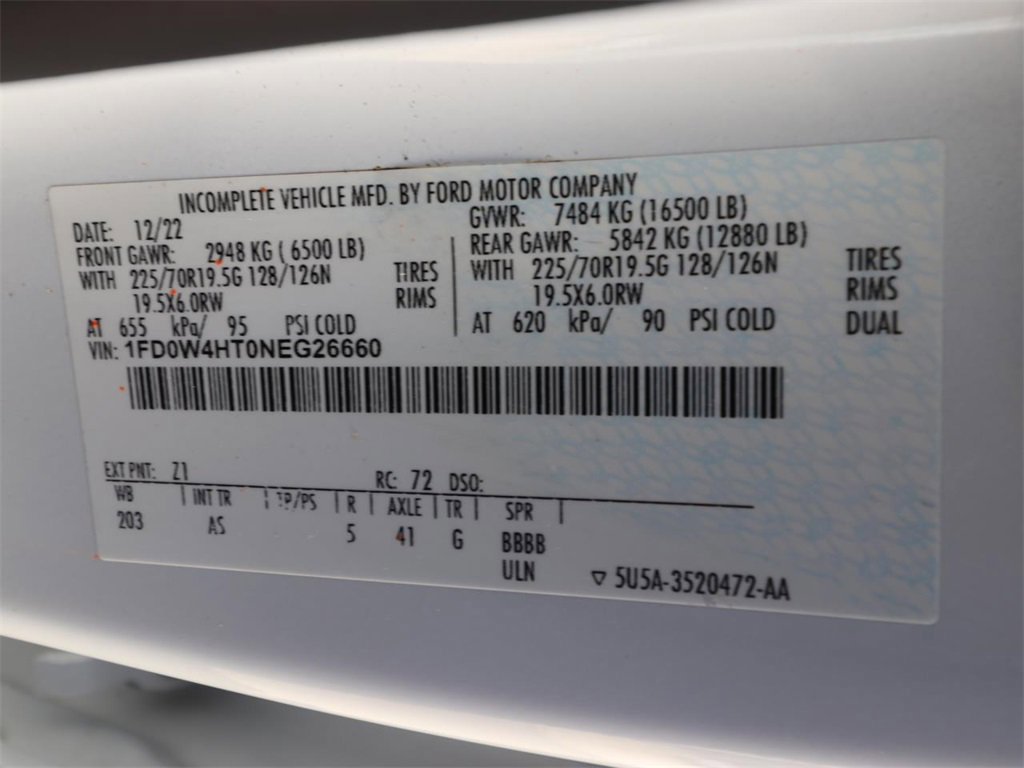 INCOMPLETE VEHICLE MFD. BY FORD MOTOR COMPANY
DATE: 12/22
FRONT GAWR: 2948 KG ( 6500 LB)
WITH 225/70R19.5G 128/126N TIRES
19.5X6.0RW RIMS
AT 655 kPa/ 95 PSI COLD
GVWR: 7484 KG (16500 LB)
REAR GAWR: 5842 KG (12880 LB)
WITH 225/70R19.5G 128/126N TIRES
19.5X6.0RW RIMS
AT 620 kPa/ 90 PSI COLD DUAL
VIN: 1FD0W4HT0NEG26660
EXT PNT: Z1 RC: 72 DSO:
WB | INT TR | TP/PS | R | AXLE | TR | SPR |
203 AS 5 41 G BBBB
ULN ▽ 5U5A-3520472-AA